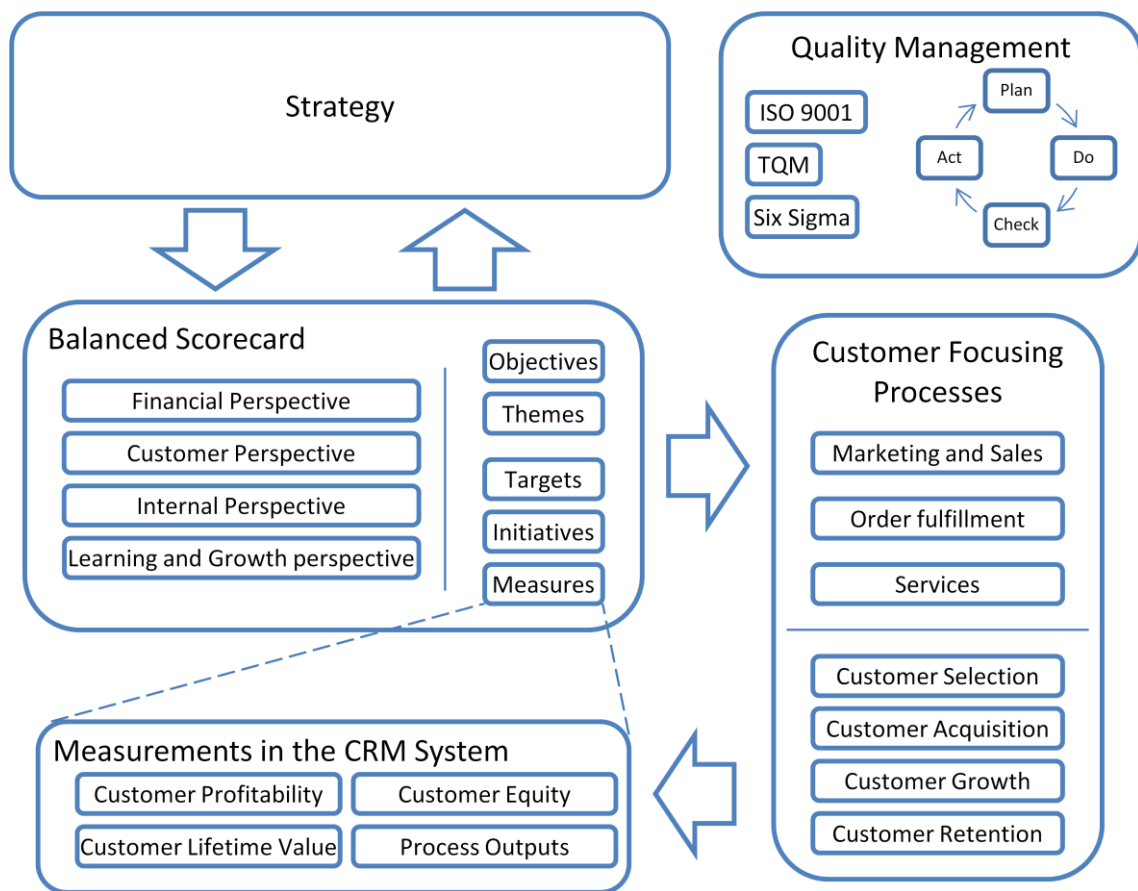 Strategy
Quality Management
ISO 9001
TQM
Six Sigma
Plan
Do
Check
Act
Balanced Scorecard
Financial Perspective
Customer Perspective
Internal Perspective
Learning and Growth perspective
Objectives
Themes
Targets
Initiatives
Measures
Customer Focusing
Processes
Marketing and Sales
Order fulfillment
Services
Customer Selection
Customer Acquisition
Customer Growth
Customer Retention
Measurements in the CRM System
Customer Profitability
Customer Equity
Customer Lifetime Value
Process Outputs